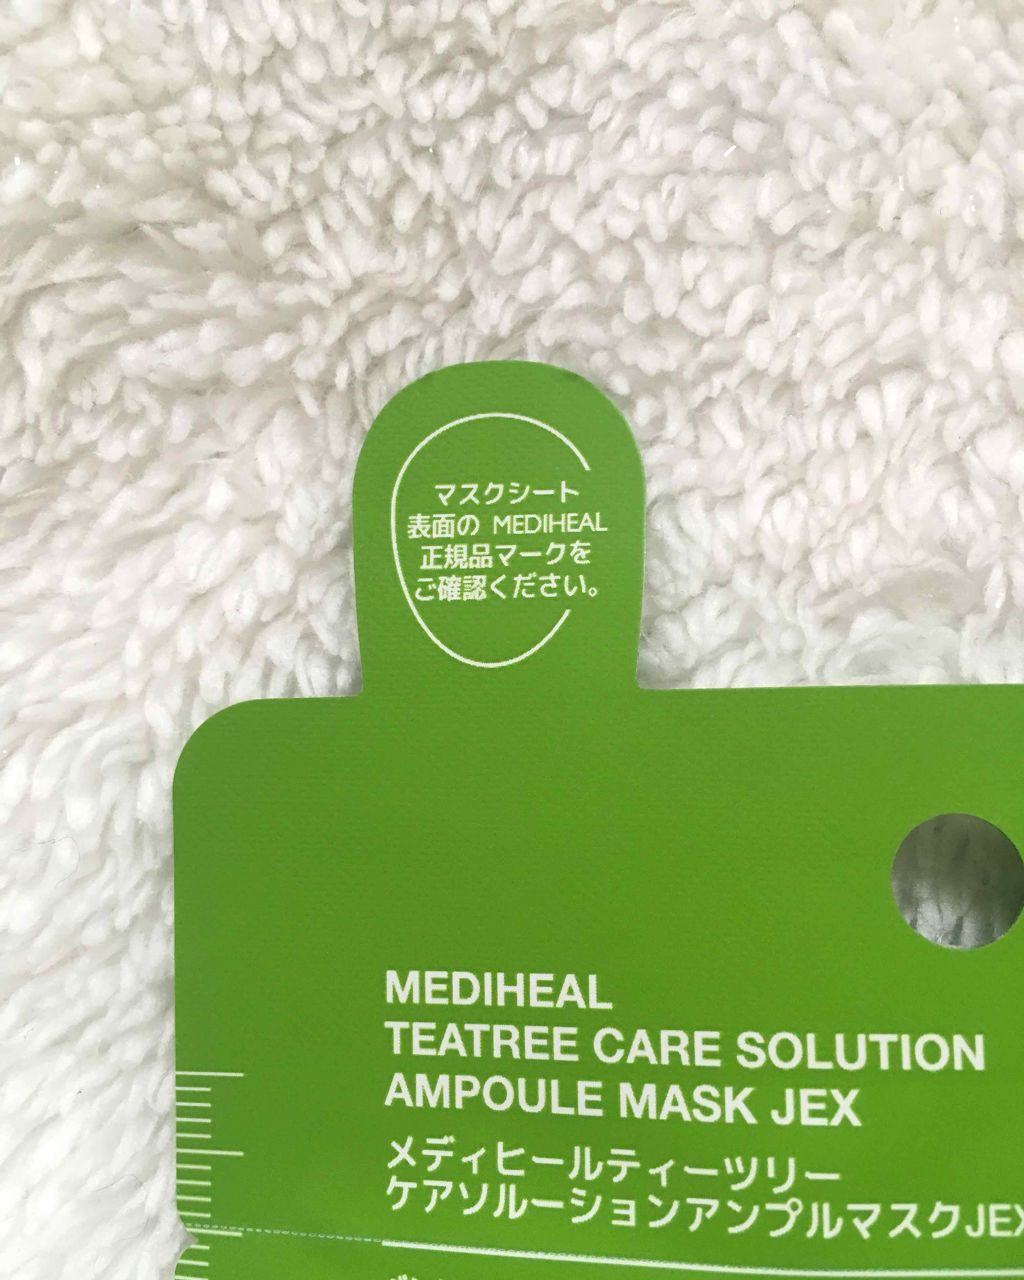 マスクシート
表面の MEDIHEAL
正規品マークを
ご確認ください。
MEDIHEAL
TEATREE CARE SOLUTION
AMPOULE MASK JEX
メディヒールティーツリー
ケアソルーションアンプルマスクJEX